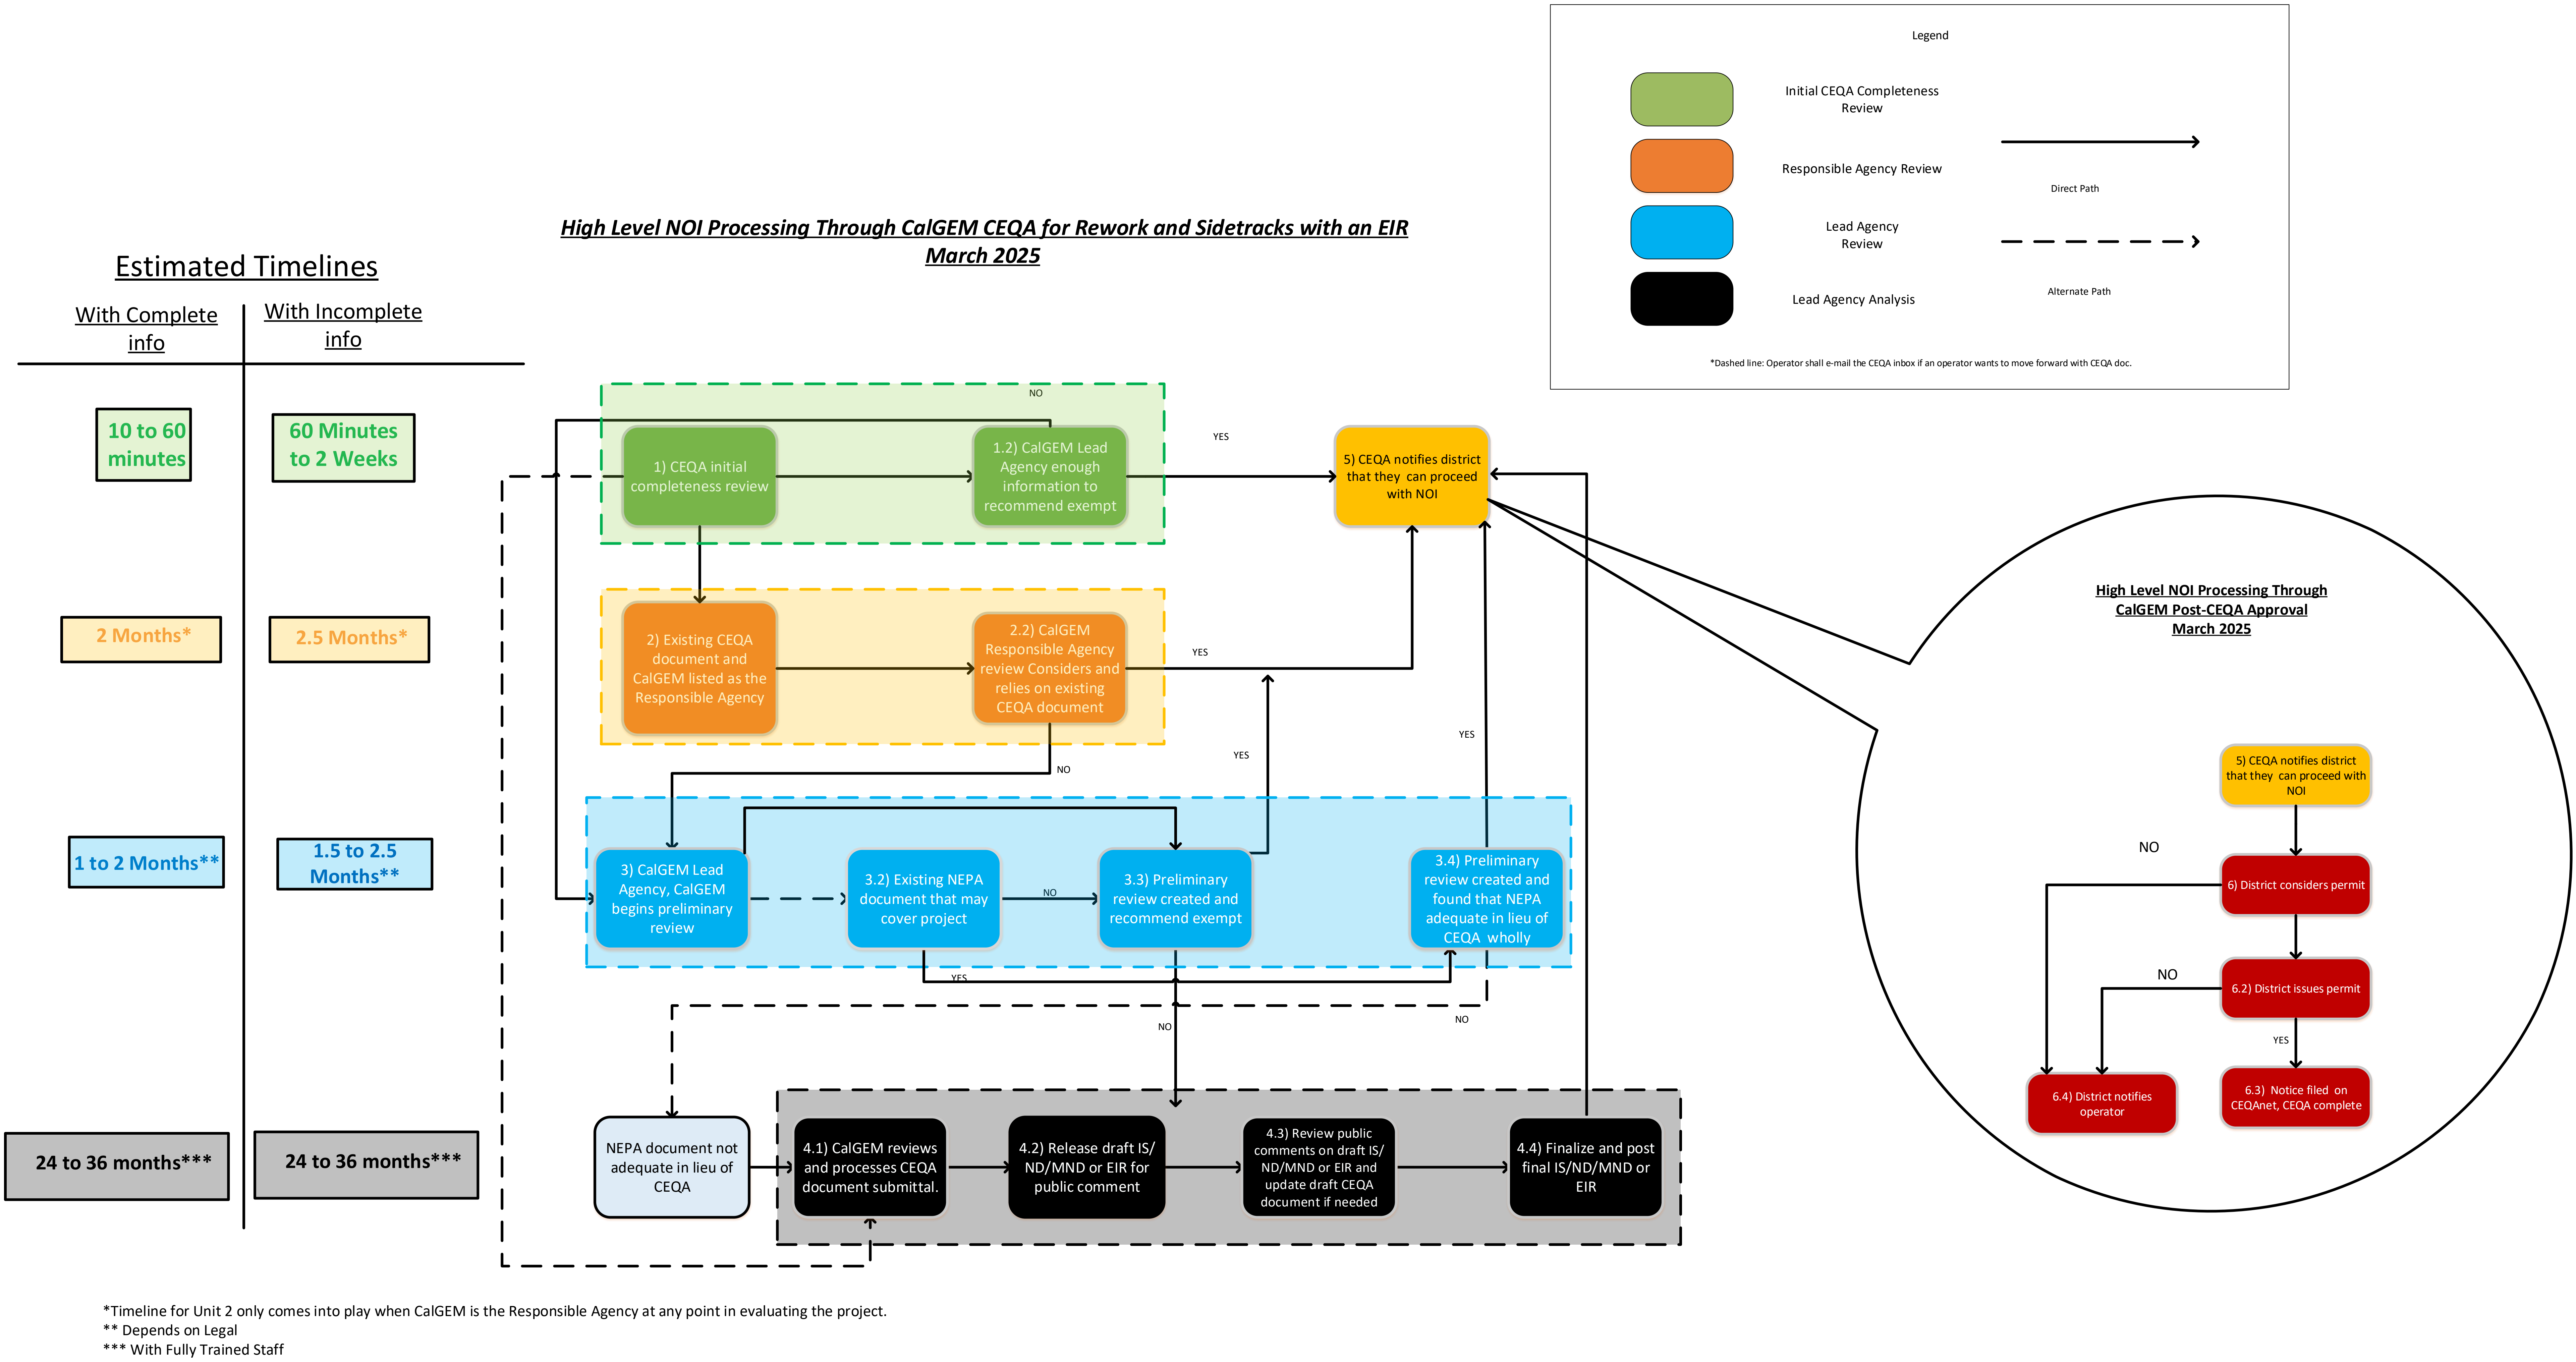 Legend
Initial CEQA Completeness
Review
Responsible Agency Review
Direct Path
Lead Agency
Review
Alternate Path
Lead Agency Analysis
*Dashed line: Operator shall e-mail the CEQA inbox if an operator wants to move forward with CEQA doc.
High Level NOI Processing Through CalGEM CEQA for Rework and Sidetracks with an EIR
March 2025
Estimated Timelines
With Complete
info
With Incomplete
info
10 to 60
minutes
60 Minutes
to 2 Weeks
2 Months*
2.5 Months*
1 to 2 Months**
1.5 to 2.5
Months**
24 to 36 months***
24 to 36 months***
NO
1) CEQA initial
completeness review
1.2) CalGEM Lead
Agency enough
information to
recommend exempt
YES
5) CEQA notifies district
that they can proceed
with NOI
2) Existing CEQA
document and
CalGEM listed as the
Responsible Agency
2.2) CalGEM
Responsible Agency
review Considers and
relies on existing
CEQA document
YES
NO
YES
YES
3) CalGEM Lead
Agency, CalGEM
begins preliminary
review
3.2) Existing NEPA
document that may
cover project
NO
3.3) Preliminary
review created and
recommend exempt
3.4) Preliminary
review created and
found that NEPA
adequate in lieu of
CEQA wholly
YES
NO
NO
NEPA document not
adequate in lieu of
CEQA
4.1) CalGEM reviews
and processes CEQA
document submittal.
4.2) Release draft IS/
ND/MND or EIR for
public comment
4.3) Review public
comments on draft IS/
ND/MND or EIR and
update draft CEQA
document if needed
4.4) Finalize and post
final IS/ND/MND or
EIR
High Level NOI Processing Through
CalGEM Post-CEQA Approval
March 2025
5) CEQA notifies district
that they can proceed with
NOI
NO
6) District considers permit
NO
6.2) District issues permit
YES
6.4) District notifies
operator
6.3) Notice filed on
CEQAnet, CEQA complete
*Timeline for Unit 2 only comes into play when CalGEM is the Responsible Agency at any point in evaluating the project.
** Depends on Legal
*** With Fully Trained Staff